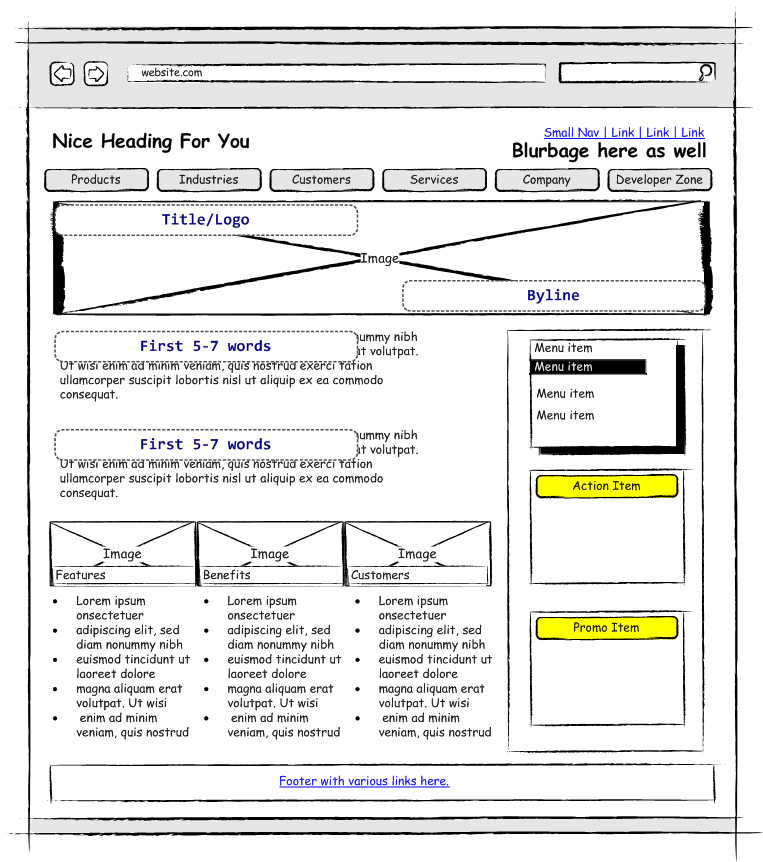 website.com
Small Nav | Link | Link | Link
Nice Heading For You
Blurbage here as well
Products
Industries
Customers
Services
Company
Developer Zone
Title/Logo
Image
Byline
First 5-7 words
ummy nibh
t volutpat.
Ut wisi enim ad minim veniam, quis nostrud exerci tation
ullamcorper suscipit lobortis nisl ut aliquip ex ea commodo
consequat.
First 5-7 words
ummy nibh
t volutpat.
Ut wisi enim ad minim veniam, quis nostrud exerci tation
ullamcorper suscipit lobortis nisl ut aliquip ex ea commodo
consequat.
Image
Features
Lorem ipsum
onsectetuer
adipiscing elit, sed
diam nonummy nibh
euismod tincidunt ut
laoreet dolore
magna aliquam erat
volutpat. Ut wisi
enim ad minim
veniam, quis nostrud
Image
Benefits
Lorem ipsum
onsectetuer
adipiscing elit, sed
diam nonummy nibh
euismod tincidunt ut
laoreet dolore
magna aliquam erat
volutpat. Ut wisi
enim ad minim
veniam, quis nostrud
Image
Customers
Lorem ipsum
onsectetuer
adipiscing elit, sed
diam nonummy nibh
euismod tincidunt ut
laoreet dolore
magna aliquam erat
volutpat. Ut wisi
enim ad minim
veniam, quis nostrud
Menu item
Menu item
Menu item
Menu item
Action Item
Promo Item
Footer with various links here.